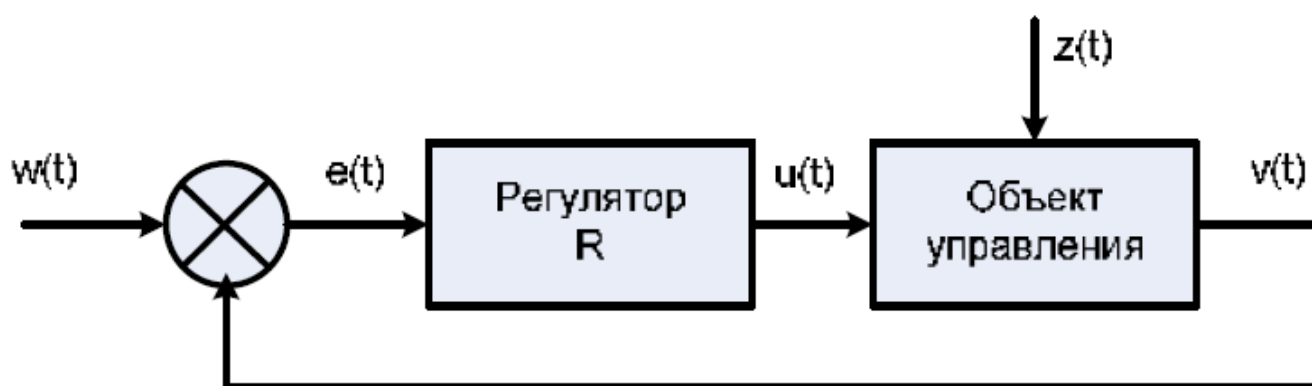 z(t)
w(t)
e(t)
Регулятор
R
u(t)
Объект
управления
v(t)